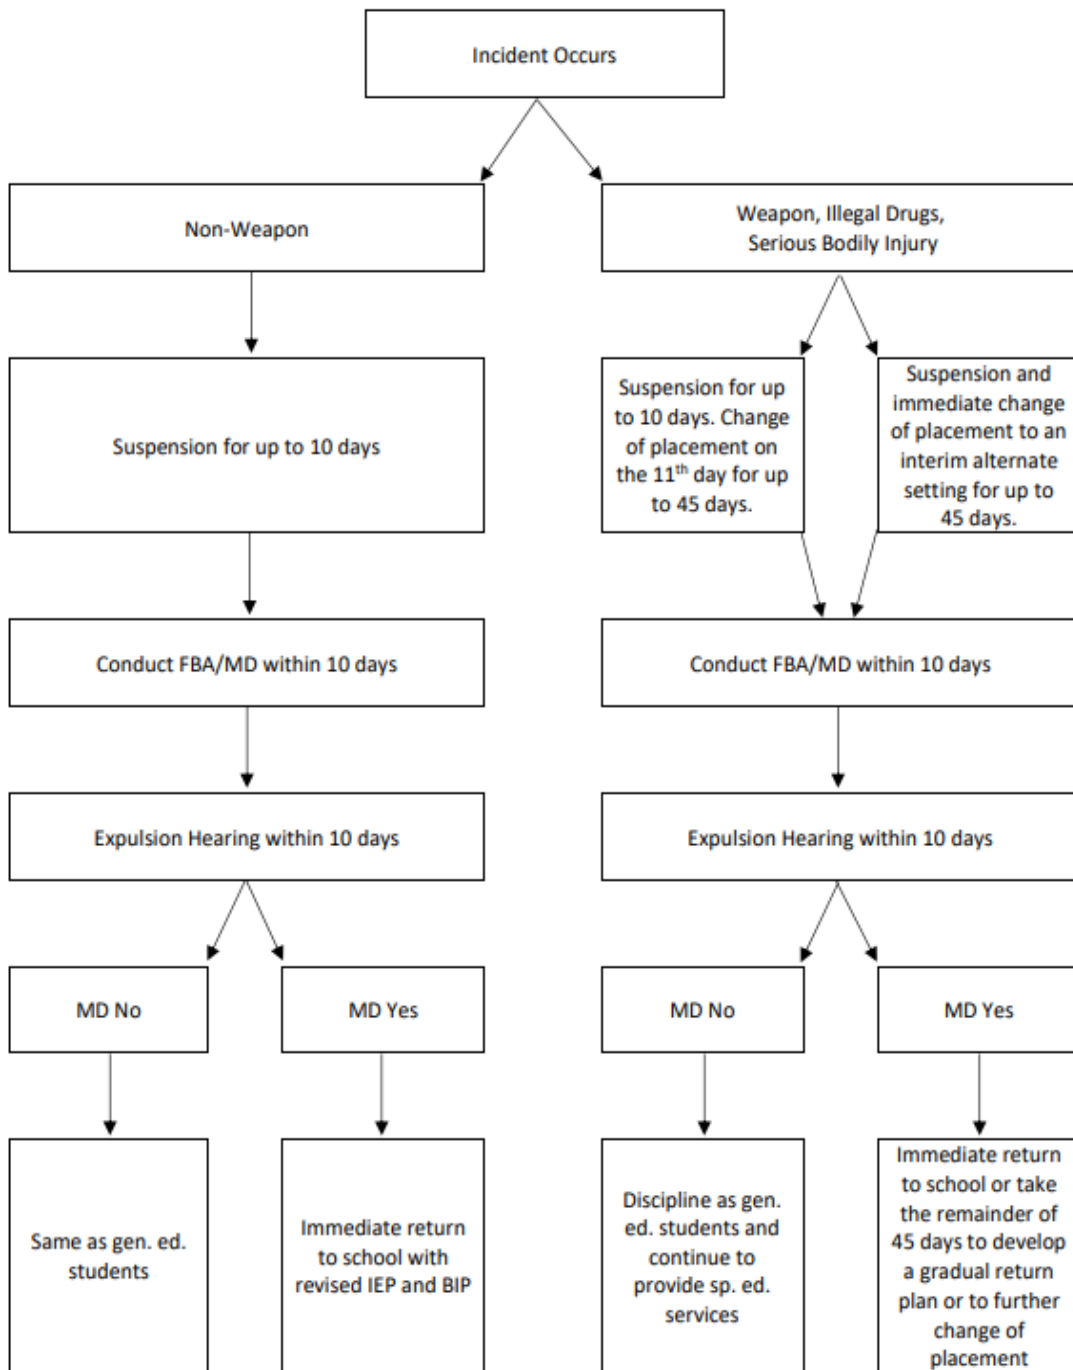 Incident Occurs
Non-Weapon
Weapon, Illegal Drugs,
Serious Bodily Injury
Suspension for up to 10 days
Suspension for up
to 10 days. Change
of placement on
the 11th day for up
to 45 days.
Suspension and
immediate change
of placement to an
interim alternate
setting for up to
45 days.
Conduct FBA/MD within 10 days
Conduct FBA/MD within 10 days
Expulsion Hearing within 10 days
Expulsion Hearing within 10 days
MD No
MD Yes
MD No
MD Yes
Same as gen. ed.
students
Immediate return
to school with
revised IEP and BIP
Discipline as gen.
ed. students and
continue to
provide sp. ed.
services
Immediate return
to school or take
the remainder of
45 days to develop
a gradual return
plan or to further
change of
placement